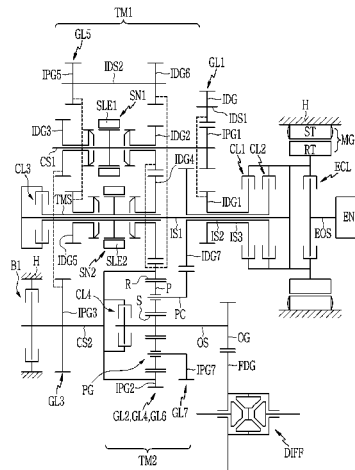 TM1
GL5
IPG5
IDS2
IDG6
SN1
GL1
SLE1
IDG
IDS1
IPG1
H
ST
MG
RT
IDG3
IDG2
CS1
IDG4
CL1
CL2
ECL
CL3
TMS
IDG1
EN
IS1
IS2
IS3
EOS
IDG5
SN2
SLE2
IDG7
B1
H
CL4
R
P
S
PC
IPG3
CS2
OS
OG
FDG
PG
IPG2
IPG7
GL3
GL2,GL4,GL6
GL7
DIFF
TM2